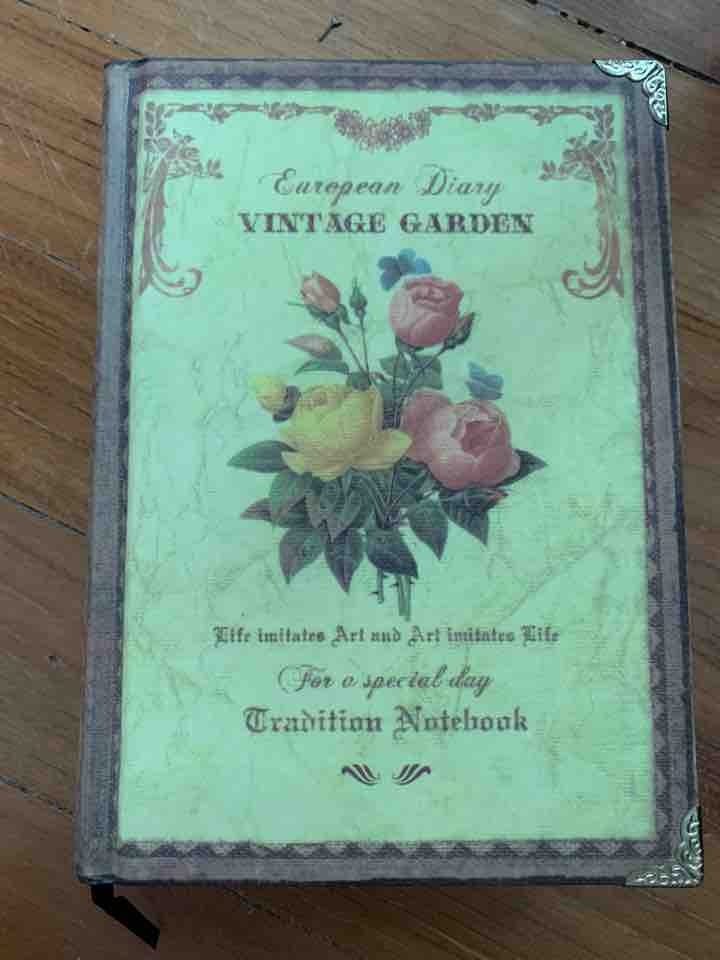 European Diary
VINTAGE GARDEN
Life imitates Art and Art imitates Life
For a special day
Tradition Notebook